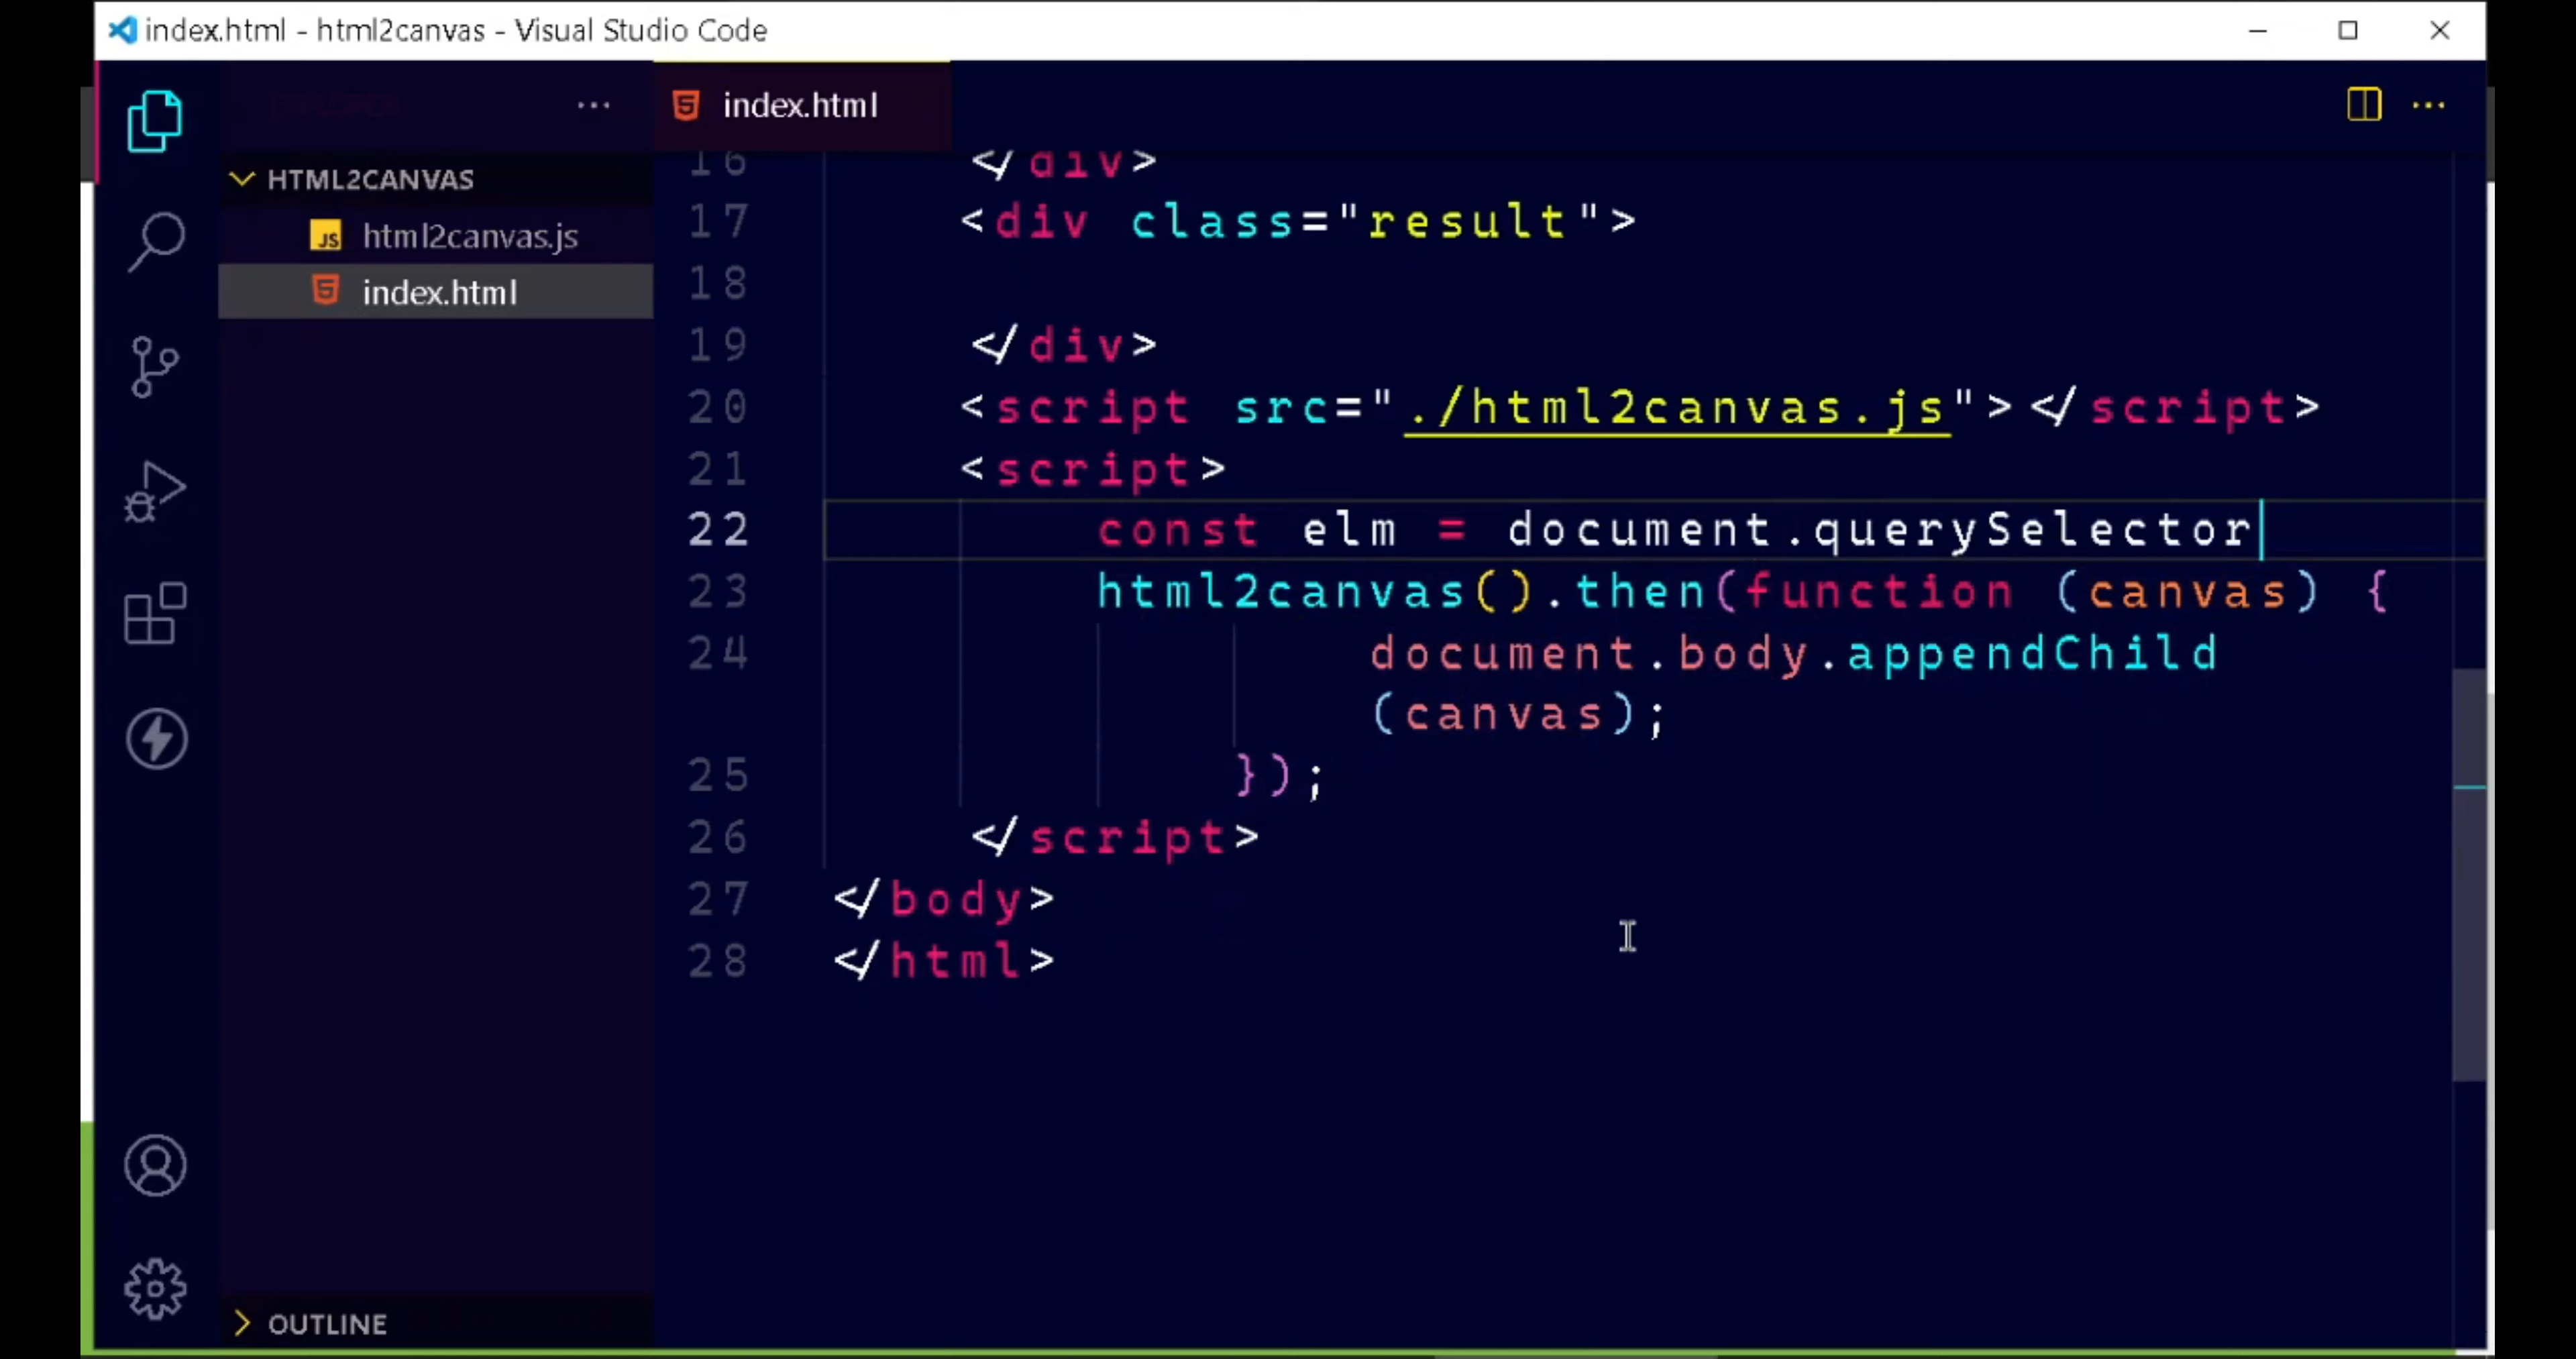 index.html - html2canvas - Visual Studio Code
index.html
HTML2CANVAS
html2canvas.js
index.html
OUTLINE
16 </div>
17 <div class="result">
18
19 </div>
20 <script src="./html2canvas.js"></script>
21 <script>
22 const elm = document.querySelector
23 html2canvas().then(function (canvas) {
24 document.body.appendChild
(canvas);
25 });
26 </script>
27 </body>
28 </html>